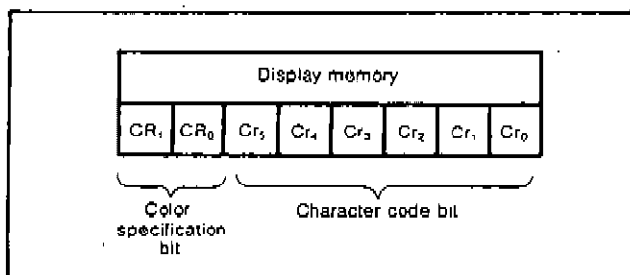 Display memory
CR₁ CR₀ Cr₅ Cr₄ Cr₃ Cr₂ Cr₁ Cr₀
Color
specification
bit
Character code bit